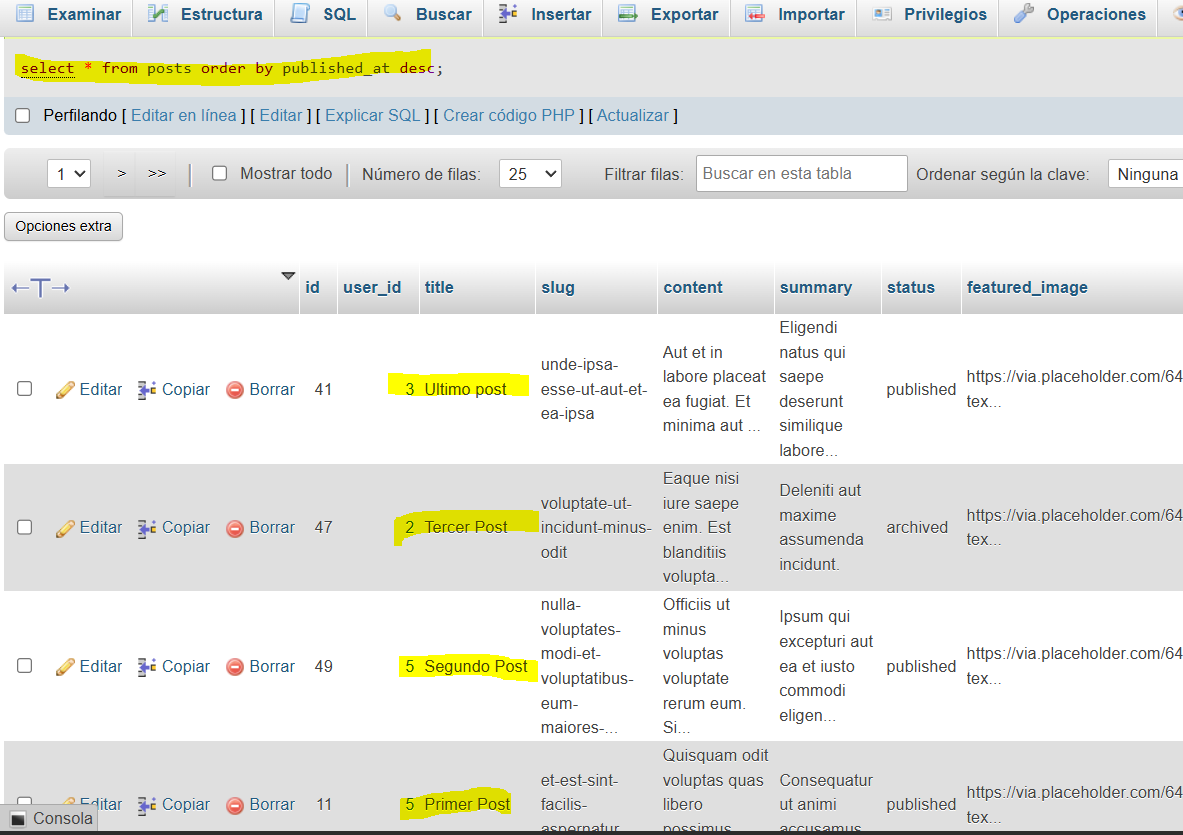 Examinar Estructura SQL Buscar Insertar Exportar Importar Privilegios Operaciones
select * from posts order by published_at desc;
Perfilando [ Editar en línea ] [ Editar ] [ Explicar SQL ] [ Crear código PHP ] [ Actualizar ]
1 > >> Mostrar todo Número de filas: 25 Filtrar filas: Buscar en esta tabla Ordenar según la clave: Ninguna
Opciones extra
←T→ id user_id title slug content summary status featured_image
Editar Copiar Borrar 41 3 Ultimo post
unde-ipsa-
esse-ut-aut-et-
ea-ipsa
Aut et in
labore placeat
ea fugiat. Et
minima aut ...
Eligendi
natus qui
saepe
deserunt
similique
labore...
published
https://via.placeholder.com/64
tex...
Editar Copiar Borrar 47 2 Tercer Post
voluptate-ut-
incidunt-minus-
odit
Eaque nisi
iure saepe
enim. Est
blanditiis
volupta...
Deleniti aut
maxime
assumenda
incidunt.
archived
https://via.placeholder.com/64
tex...
Editar Copiar Borrar 49 5 Segundo Post
nulla-
voluptates-
modi-et-
voluptatibus-
eum-
maiores-...
Officiis ut
minus
voluptas
voluptate
rerum eum.
Si...
Ipsum qui
excepturi aut
ea et iusto
commodi
eligen...
published
https://via.placeholder.com/64
tex...
Editar Copiar Borrar 11 5 Primer Post
et-est-sint-
facilis-
aspernatur
Quisquam odit
voluptas quas
libero
possimus
Consequatur
ut animi
accusamus
published
https://via.placeholder.com/64
tex...
Consola